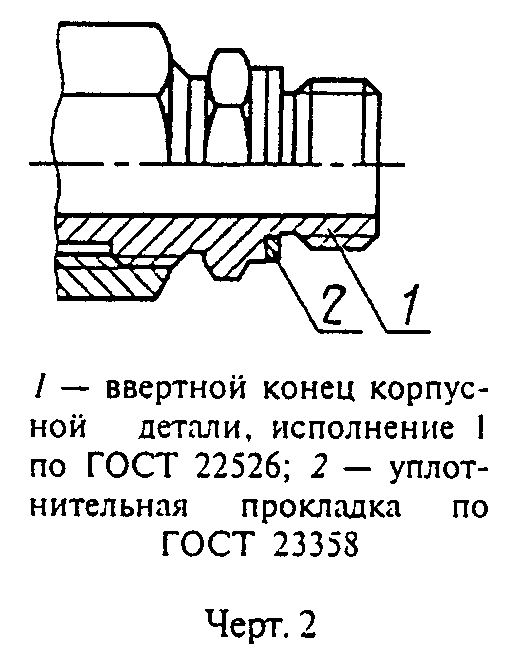 2 1
1 — ввертной конец корпус-
ной детали, исполнение 1
по ГОСТ 22526; 2 — уплот-
нительная прокладка по
ГОСТ 23358
Черт. 2